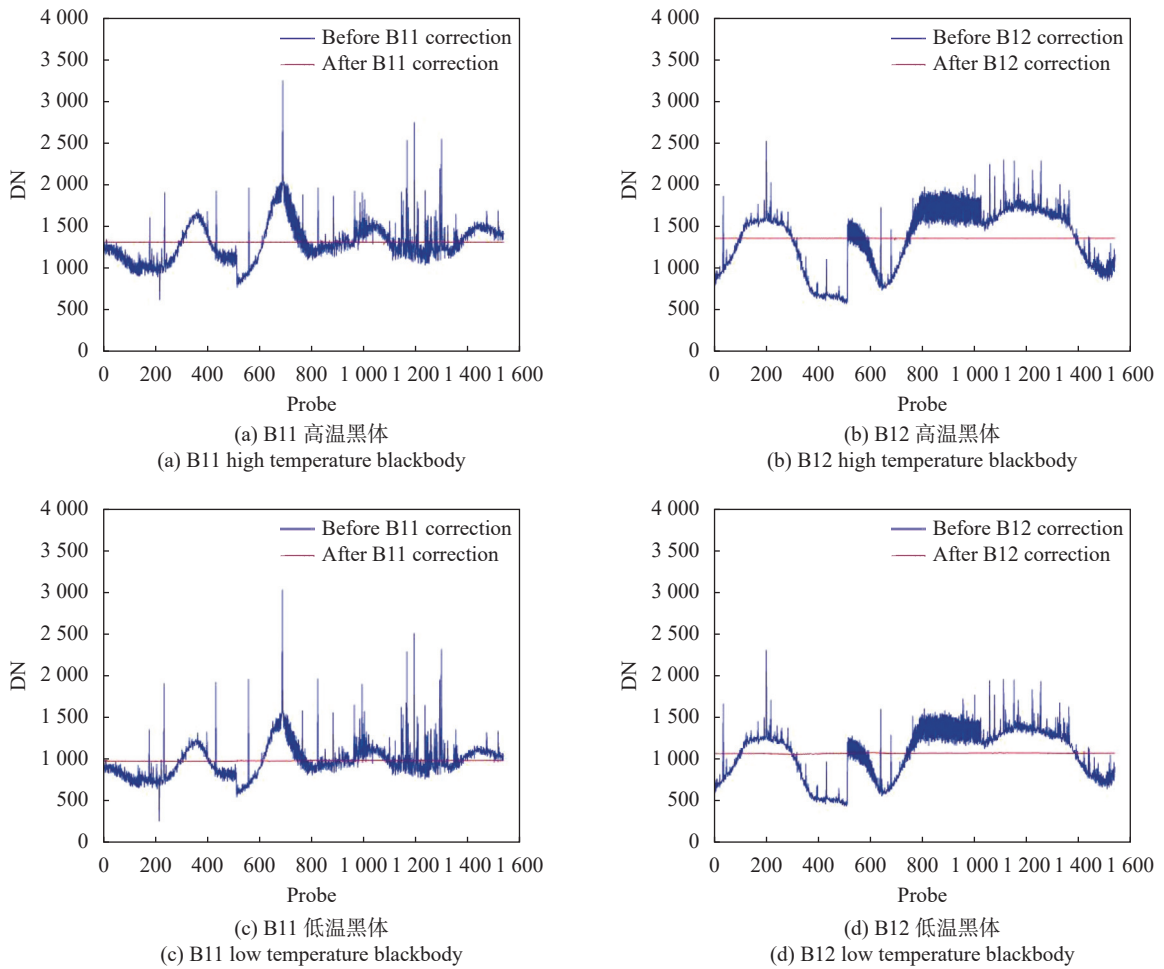 4 000
3 500
3 000
2 500
2 000
1 500
1 000
500
0
DN
Before B11 correction
After B11 correction
0 200 400 600 800 1 000 1 200 1 400 1 600
Probe
(a) B11 高温黑体
(a) B11 high temperature blackbody
4 000
3 500
3 000
2 500
2 000
1 500
1 000
500
0
DN
Before B12 correction
After B12 correction
0 200 400 600 800 1 000 1 200 1 400 1 600
Probe
(b) B12 高温黑体
(b) B12 high temperature blackbody
4 000
3 500
3 000
2 500
2 000
1 500
1 000
500
0
DN
Before B11 correction
After B11 correction
0 200 400 600 800 1 000 1 200 1 400 1 600
Probe
(c) B11 低温黑体
(c) B11 low temperature blackbody
4 000
3 500
3 000
2 500
2 000
1 500
1 000
500
0
DN
Before B12 correction
After B12 correction
0 200 400 600 800 1 000 1 200 1 400 1 600
Probe
(d) B12 低温黑体
(d) B12 low temperature blackbody